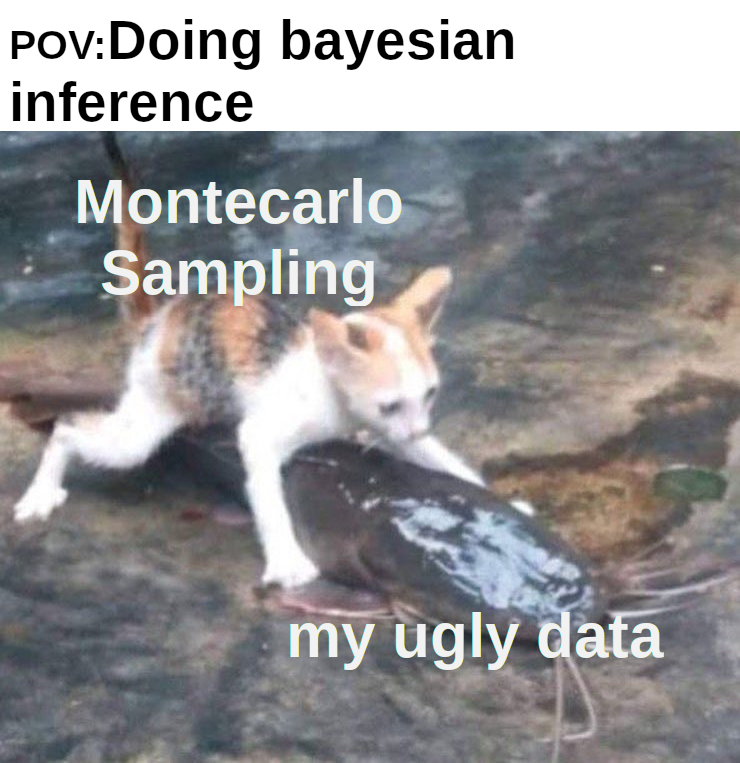 POV:Doing bayesian
inference
Montecarlo
Sampling
my ugly data